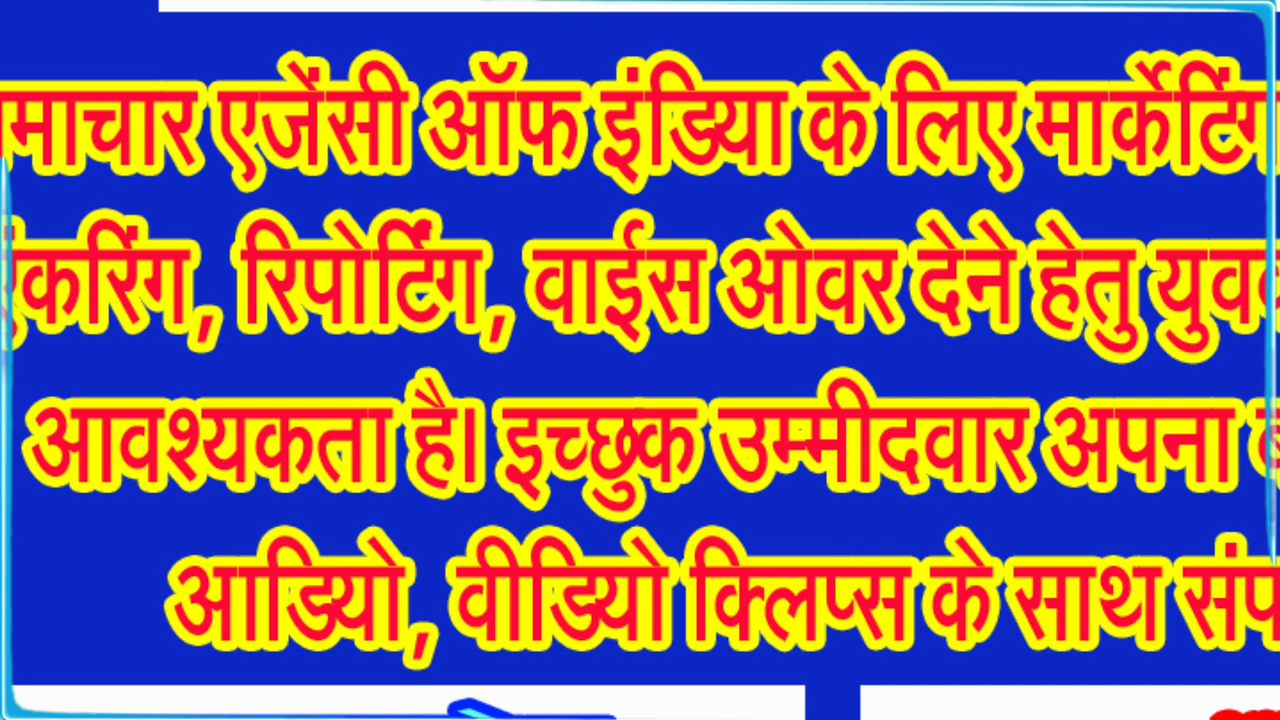 माचार एजेंसी ऑफ इंडिया के लिए मार्केटिंग
करिंग, रिपोर्टिंग, वाईस ओवर देने हेतु युव
आवश्यकता है। इच्छुक उम्मीदवार अपना
आडियो, वीडियो क्लिप्स के साथ संप